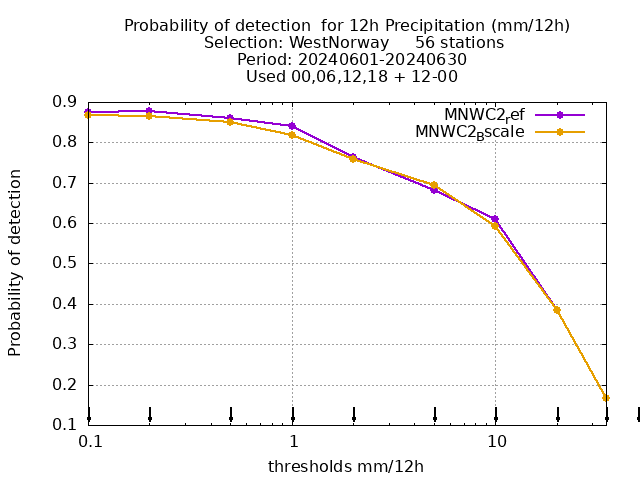 Probability of detection  for 12h Precipitation (mm/12h)
Selection: WestNorway     56 stations
Period: 20240601-20240630
Used 00,06,12,18 + 12-00
MNWC2_ref
MNWC2_Bscale
0.9
0.8
0.7
0.6
0.5
0.4
0.3
0.2
0.1
Probability of detection
0.1
1
10
thresholds mm/12h